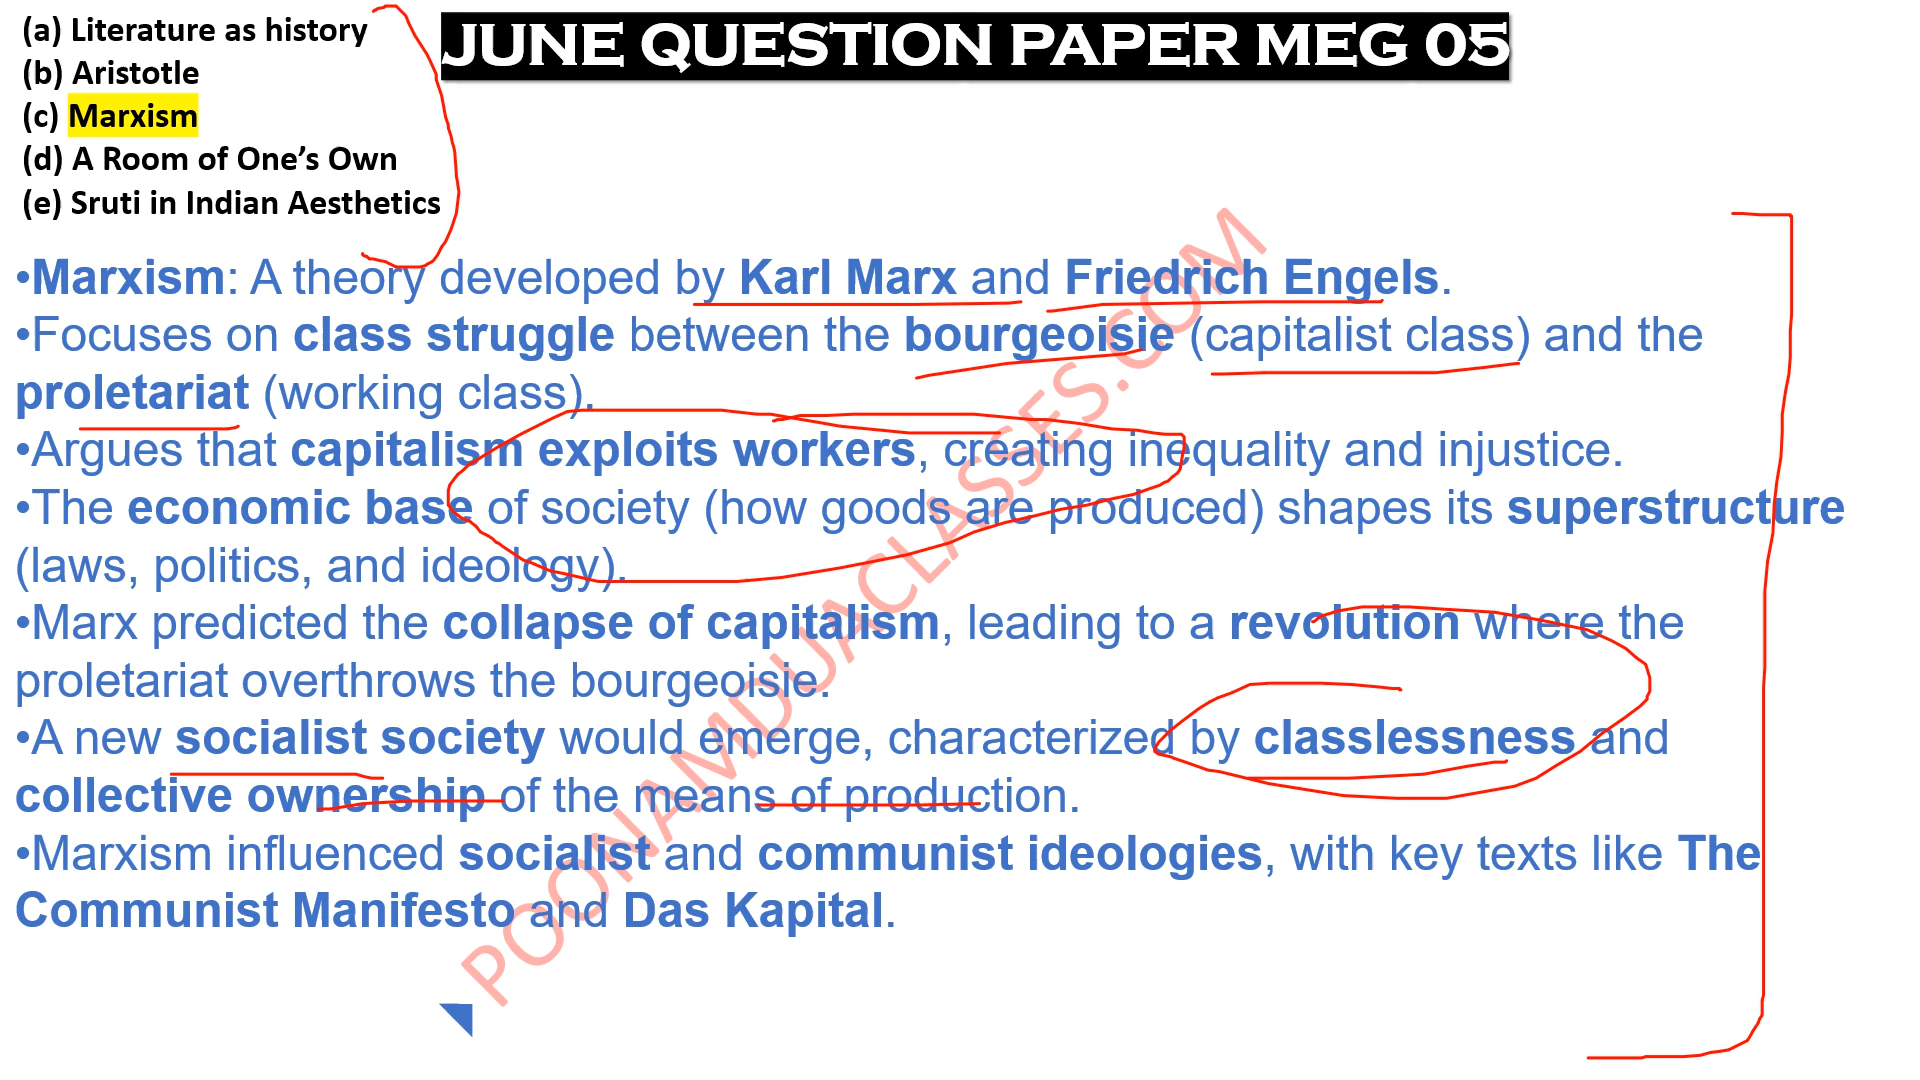 (a) Literature as history
(b) Aristotle
(c) Marxism
(d) A Room of One’s Own
(e) Sruti in Indian Aesthetics
JUNE QUESTION PAPER MEG 05
•Marxism: A theory developed by Karl Marx and Friedrich Engels.
•Focuses on class struggle between the bourgeoisie (capitalist class) and the
proletariat (working class).
•Argues that capitalism exploits workers, creating inequality and injustice.
•The economic base of society (how goods are produced) shapes its superstructure
(laws, politics, and ideology).
•Marx predicted the collapse of capitalism, leading to a revolution where the
proletariat overthrows the bourgeoisie.
•A new socialist society would emerge, characterized by classlessness and
collective ownership of the means of production.
•Marxism influenced socialist and communist ideologies, with key texts like The
Communist Manifesto and Das Kapital.
POONAMDUACLASSES.COM